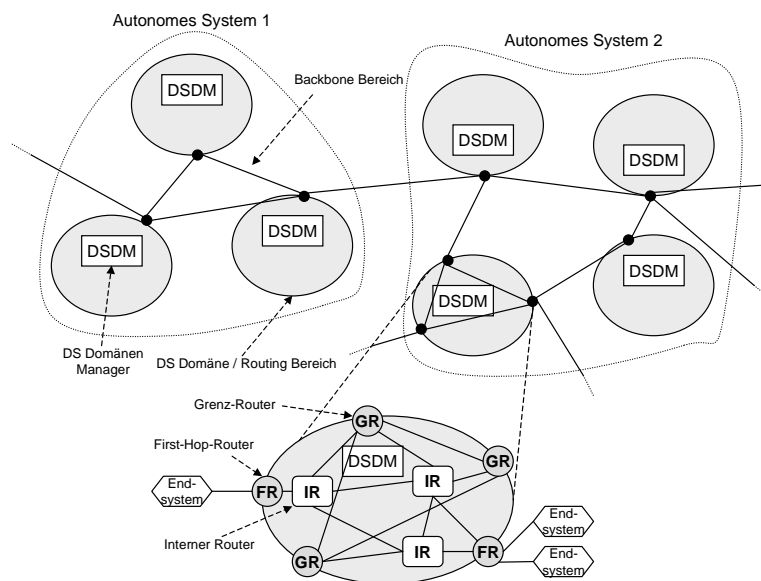 Autonomes System 1
Autonomes System 2
Backbone Bereich
DSDM
DSDM
DSDM
DSDM
DSDM
DSDM
DSDM
DS Domänen
Manager
DS Domäne / Routing Bereich
Grenz-Router
GR
First-Hop-Router
DSDM
GR
End-
system
FR
IR
IR
Interner Router
End-
system
GR
IR
FR
End-
system